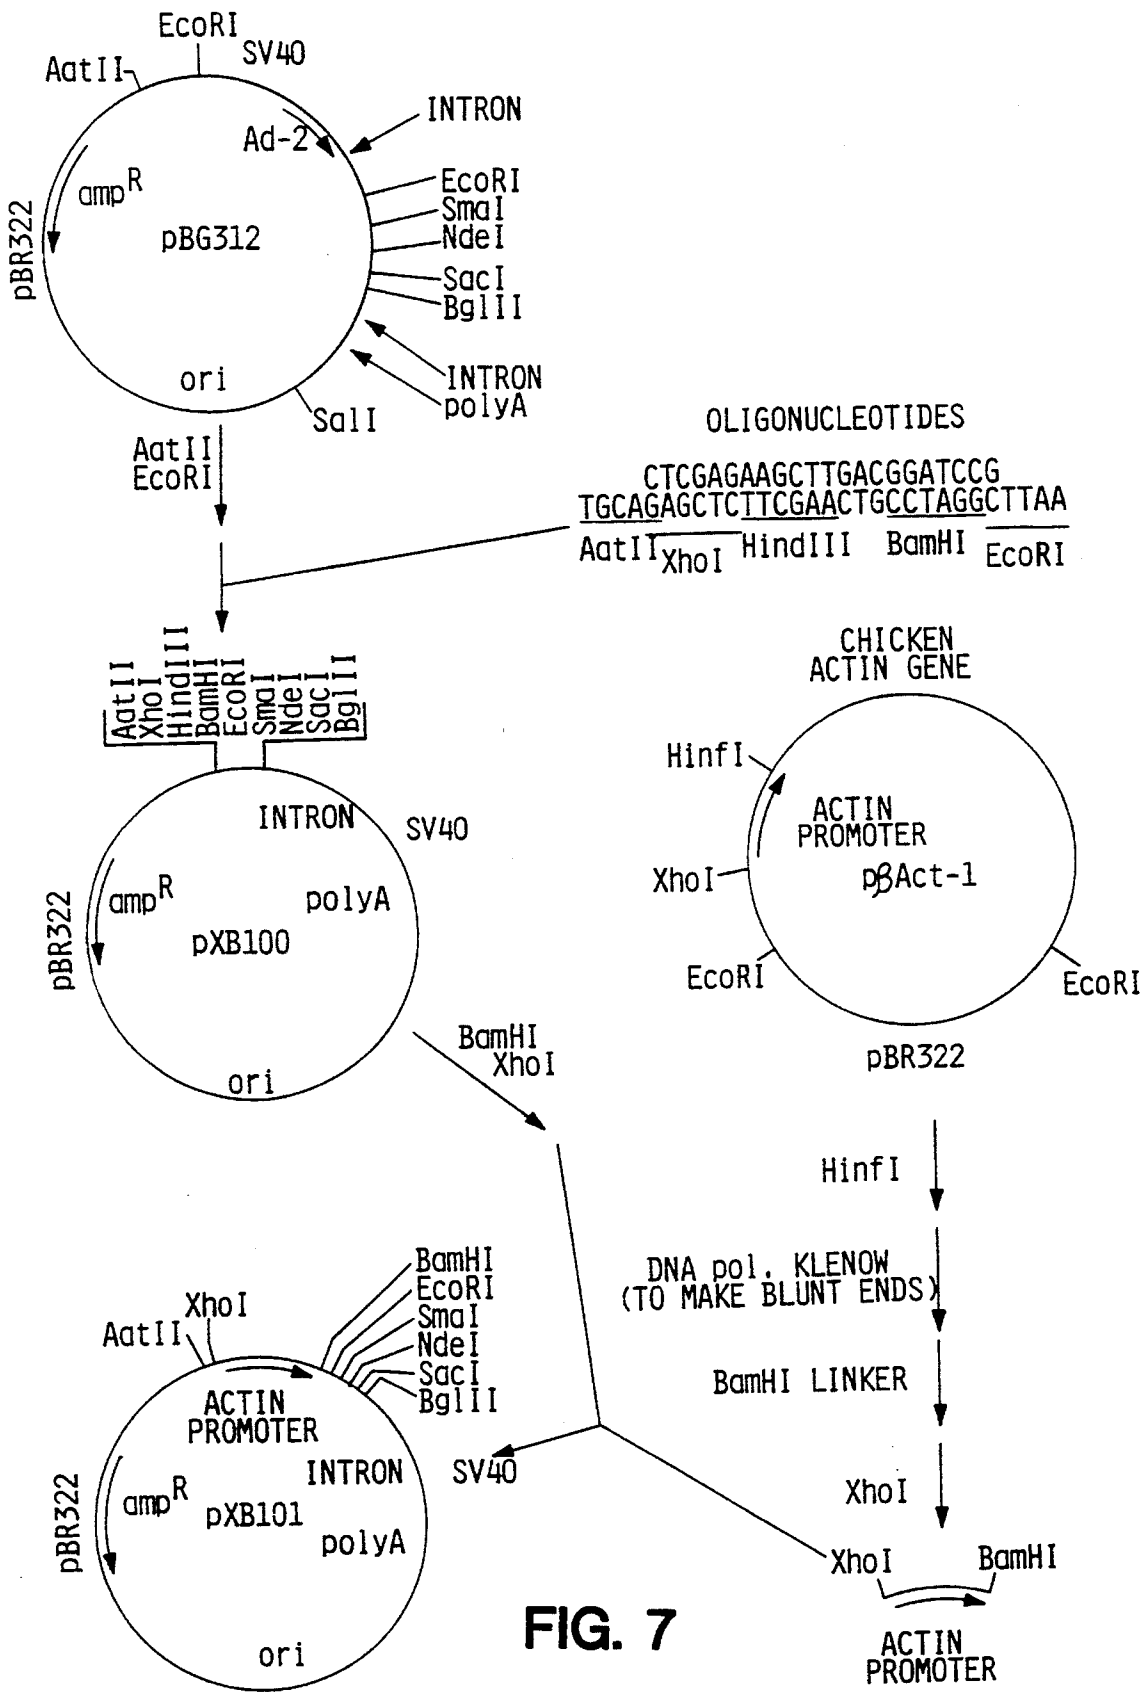 EcoRI
SV40
AatII
INTRON
Ad-2
ampR
EcoRI
SmaI
NdeI
SacI
BglII
pBR322
pBG312
INTRON
polyA
ori
SalI
AatII
EcoRI
OLIGONUCLEOTIDES
CTCGAGAAGCTTGACGGATCCG
TGCAGAGCTCTTCGAACTGCCTAGGCTTAA
AatII XhoI HindIII BamHI EcoRI
AatII
XhoI
HindIII
BamHI
EcoRI
SmaI
NdeI
SacI
BglII
INTRON
SV40
ampR
polyA
pBR322
pXB100
ori
CHICKEN
ACTIN GENE
HinfI
ACTIN
PROMOTER
XhoI
pβAct-1
EcoRI
EcoRI
pBR322
BamHI
XhoI
HinfI
DNA pol. KLENOW
(TO MAKE BLUNT ENDS)
BamHI LINKER
XhoI
XhoI
BamHI
ACTIN
PROMOTER
BamHI
EcoRI
SmaI
NdeI
SacI
BglII
XhoI
AatII
ACTIN
PROMOTER
INTRON
SV40
ampR
pXB101
polyA
pBR322
ori
FIG. 7